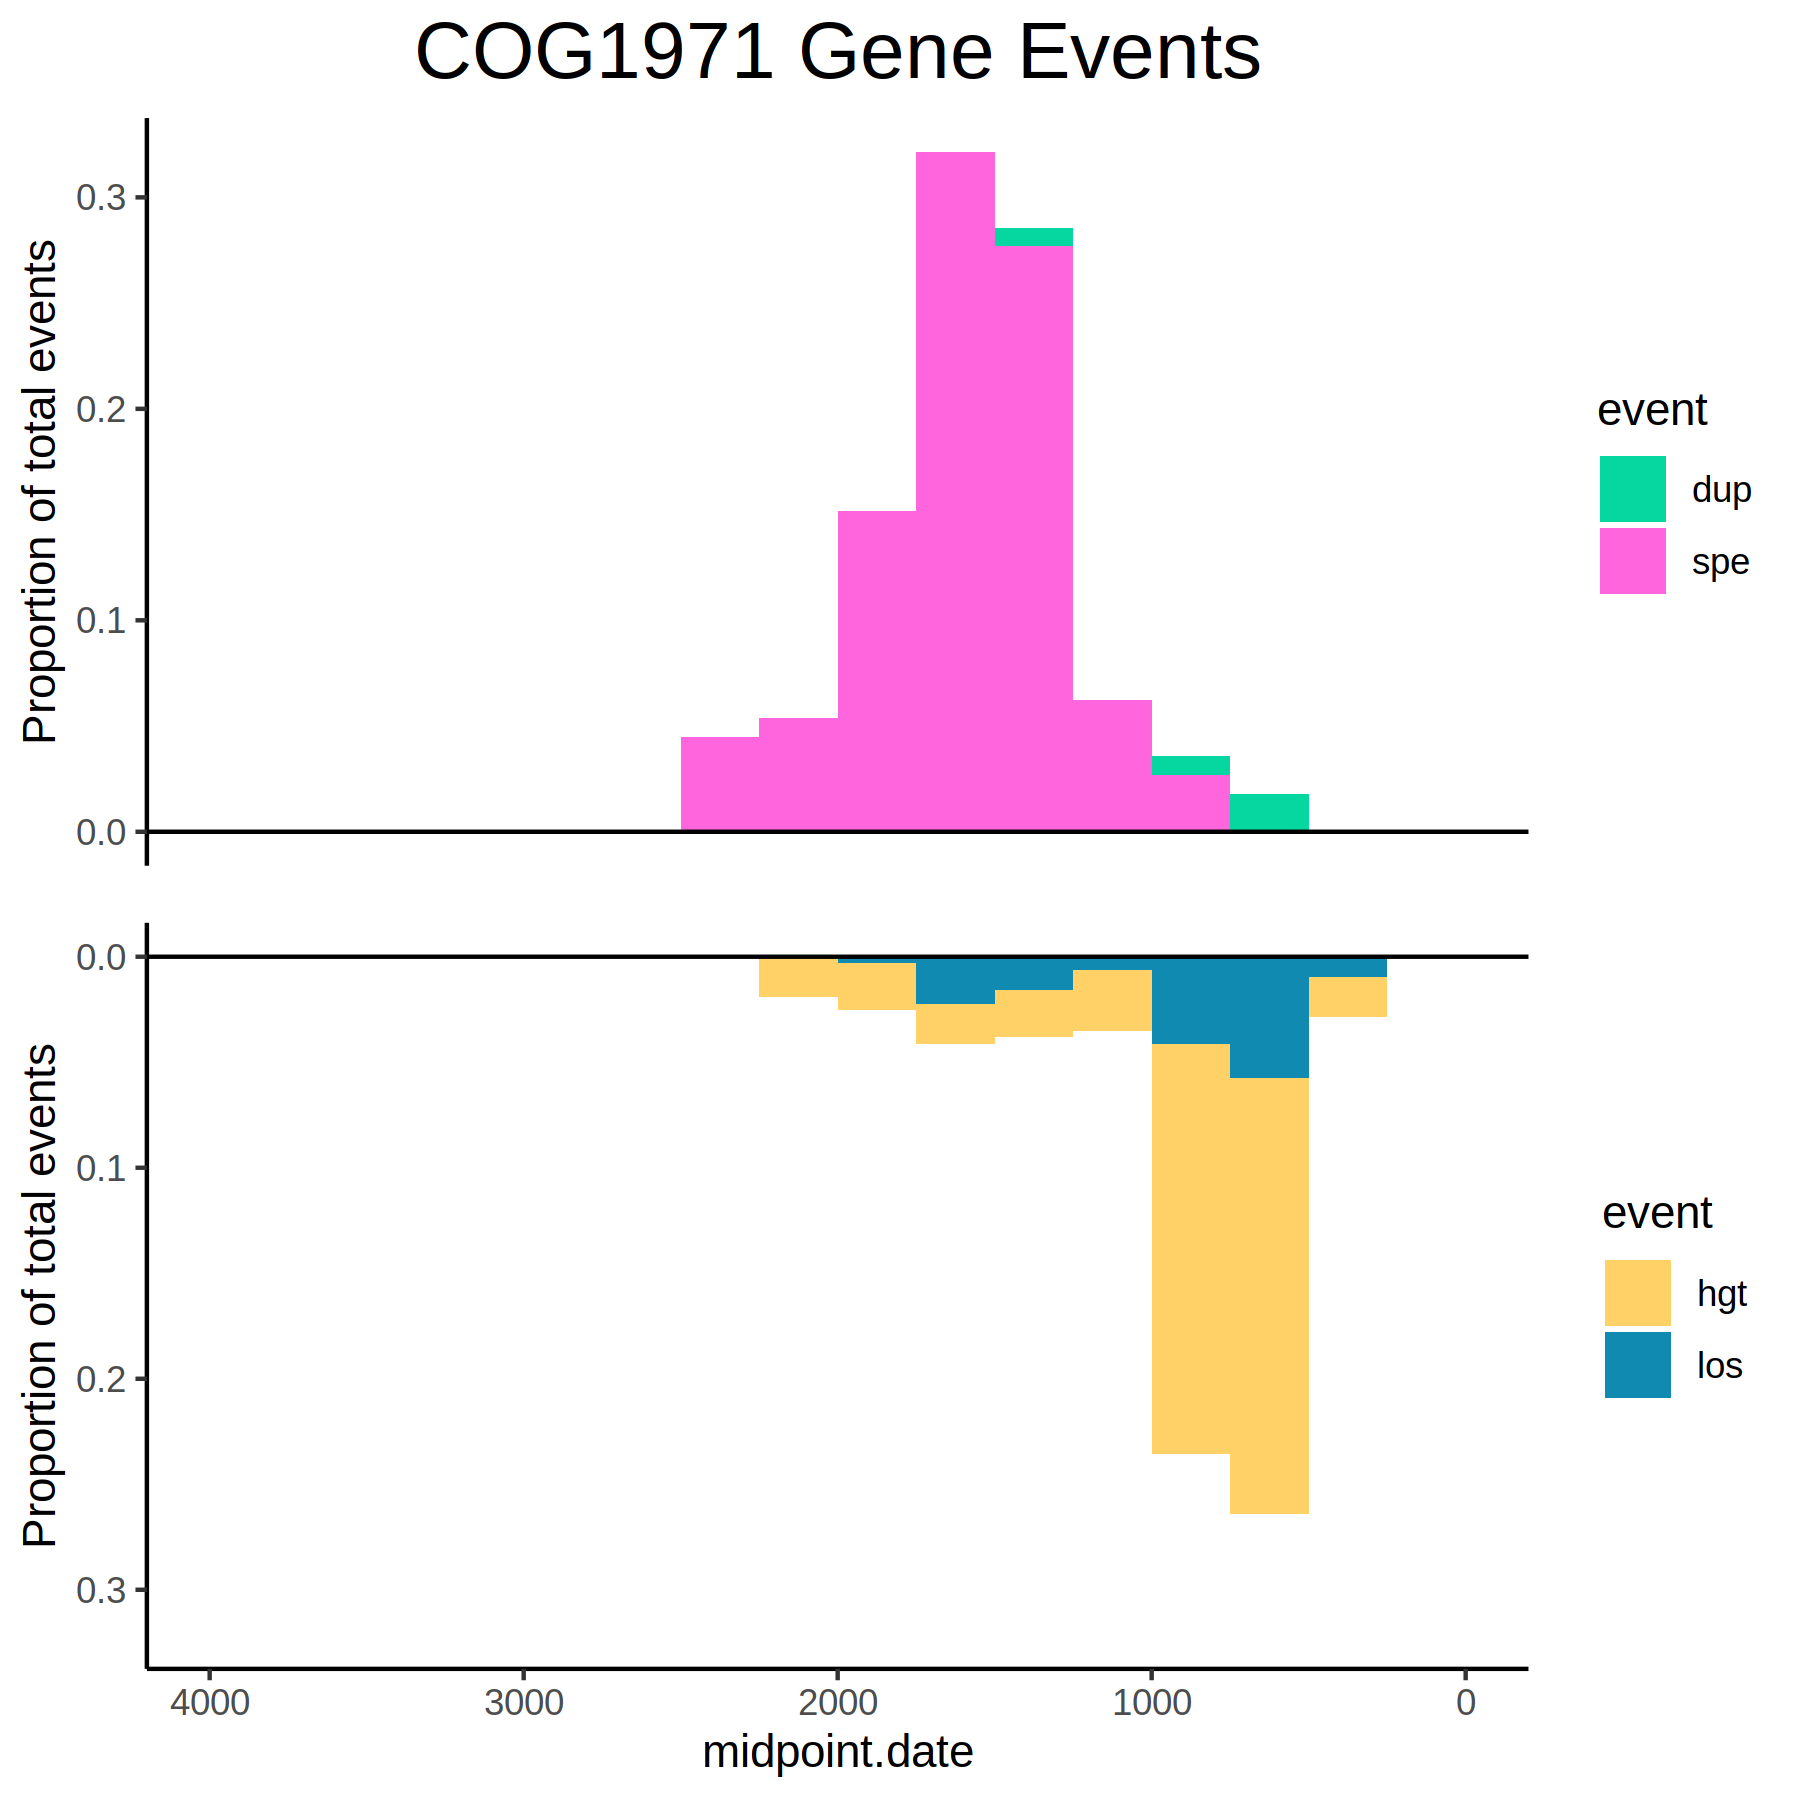 COG1971 Gene Events
Proportion of total events
0.3
0.2
0.1
0.0
event
dup
spe
Proportion of total events
0.0
0.1
0.2
0.3
event
hgt
los
4000 3000 2000 1000 0
midpoint.date